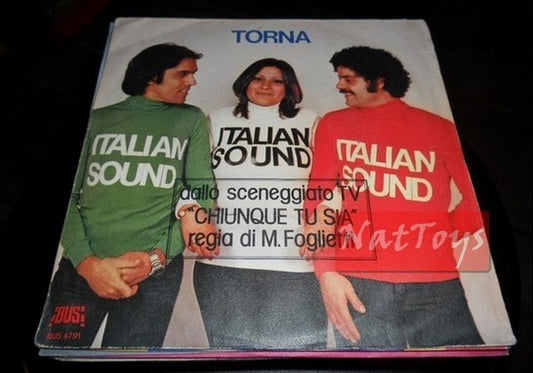 TORNA
ITALIAN SOUND
ITALIAN SOUND
ITALIAN SOUND
dallo sceneggiato TV
"CHIUNQUE TU SIA"
regia di M. Foglietti
NatToys
¡BUS!
BUS 4791